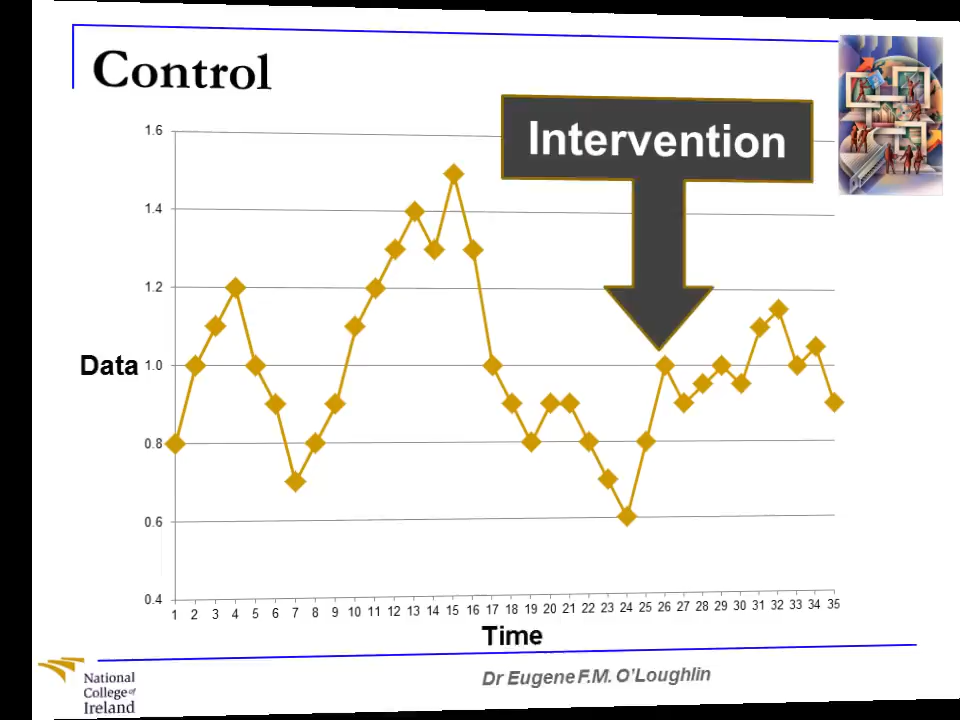 Control
Intervention
1.6
1.4
1.2
Data
1.0
0.8
0.6
0.4
1 2 3 4 5 6 7 8 9 10 11 12 13 14 15 16 17 18 19 20 21 22 23 24 25 26 27 28 29 30 31 32 33 34 35
Time
Dr Eugene F.M. O'Loughlin
National
College of
Ireland